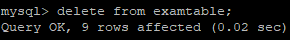 mysql> delete from examtable;
Query OK, 9 rows affected (0.02 sec)